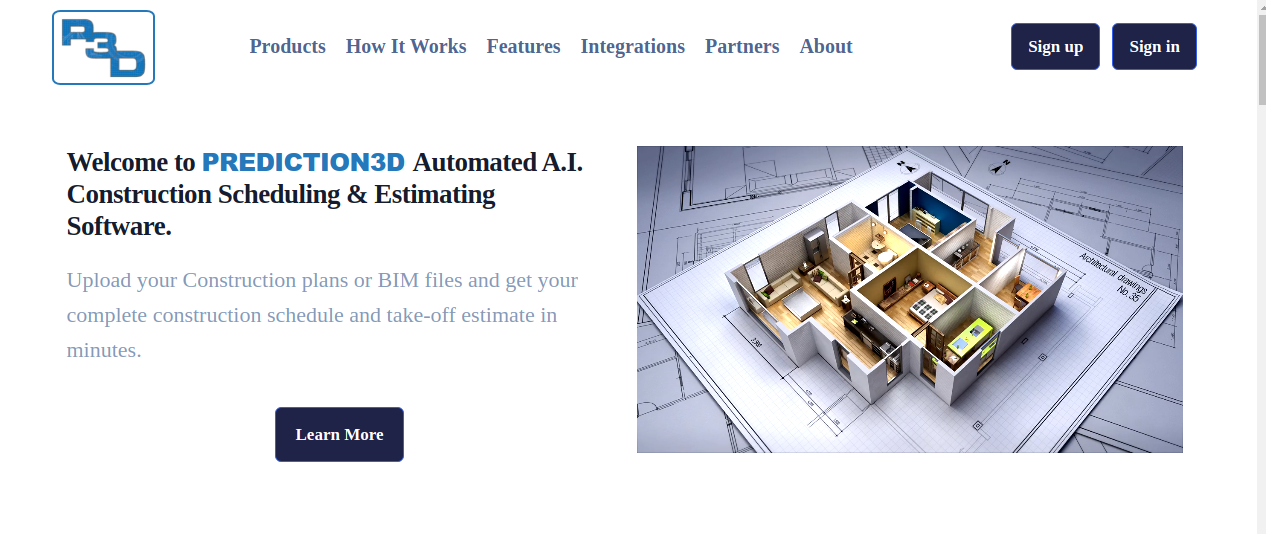 P3D
Products How It Works Features Integrations Partners About
Sign up Sign in
Welcome to PREDICTION3D Automated A.I.
Construction Scheduling & Estimating
Software.
Upload your Construction plans or BIM files and get your
complete construction schedule and take-off estimate in
minutes.
Learn More
N
N
Architectural drawings
No. 35